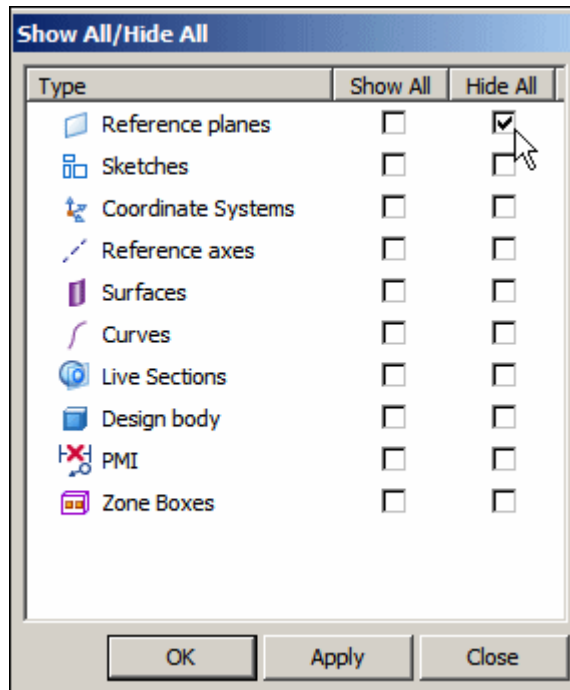 Show All/Hide All
Type Show All Hide All
Reference planes
Sketches
Coordinate Systems
Reference axes
Surfaces
Curves
Live Sections
Design body
PMI
Zone Boxes
OK Apply Close